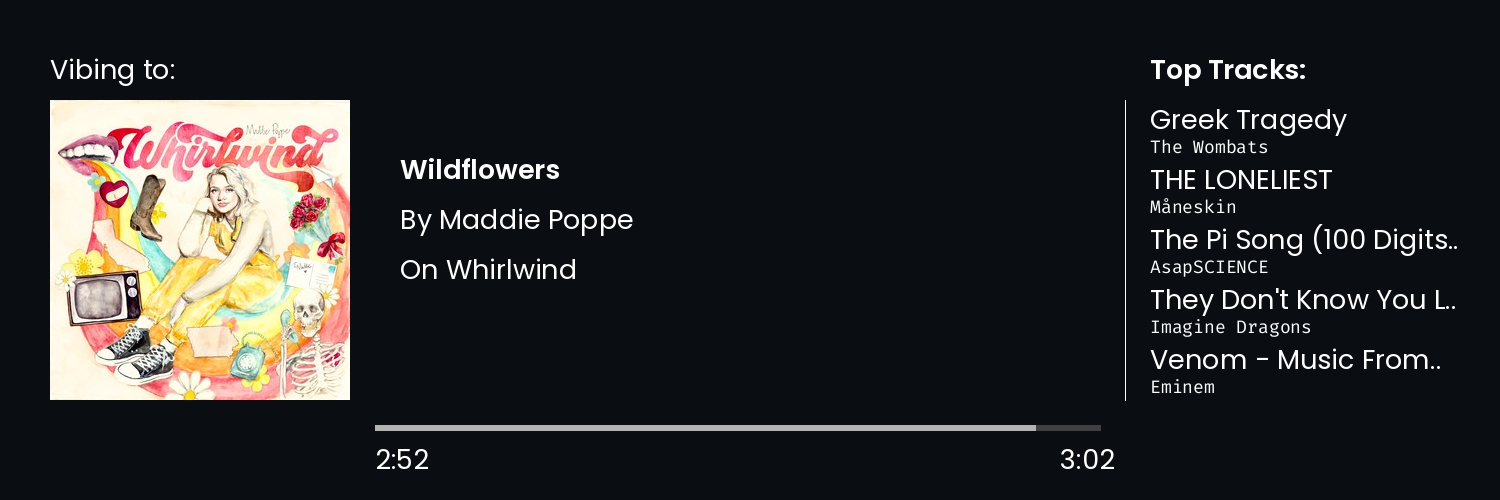 Vibing to:
Whirlwind
Maddie Poppe
Wildflowers
By Maddie Poppe
On Whirlwind
2:52
3:02
Top Tracks:
Greek Tragedy
The Wombats
THE LONELIEST
Måneskin
The Pi Song (100 Digits..
AsapSCIENCE
They Don't Know You L..
Imagine Dragons
Venom - Music From..
Eminem